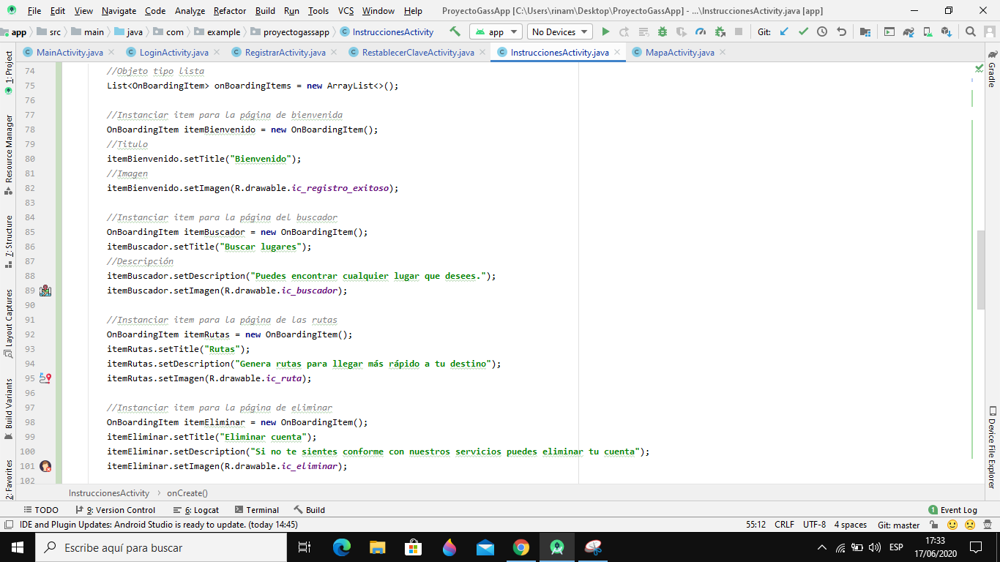 File Edit View Navigate Code Analyze Refactor Build Run Tools VCS Window Help ProyectoGassApp [C:\Users\rinam\Desktop\ProyectoGassApp] - ...\InstruccionesActivity.java [app]
app src main java com example proyectogassapp InstruccionesActivity app No Devices Git:
MainActivity.java LoginActivity.java RegistrarActivity.java RestablecerClaveActivity.java InstruccionesActivity.java MapaActivity.java
1: Project
Resource Manager
7: Structure
Layout Captures
Build Variants
2: Favorites
74 //Objeto tipo lista
75 List<OnBoardingItem> onBoardingItems = new ArrayList<>();
76
77 //Instanciar item para la página de bienvenida
78 OnBoardingItem itemBienvenido = new OnBoardingItem();
79 //Titulo
80 itemBienvenido.setTitle("Bienvenido");
81 //Imagen
82 itemBienvenido.setImagen(R.drawable.ic_registro_exitoso);
83
84 //Instanciar item para la página del buscador
85 OnBoardingItem itemBuscador = new OnBoardingItem();
86 itemBuscador.setTitle("Buscar lugares");
87 //Descripción
88 itemBuscador.setDescription("Puedes encontrar cualquier lugar que desees.");
89 itemBuscador.setImagen(R.drawable.ic_buscador);
90
91 //Instanciar item para la página de las rutas
92 OnBoardingItem itemRutas = new OnBoardingItem();
93 itemRutas.setTitle("Rutas");
94 itemRutas.setDescription("Genera rutas para llegar más rápido a tu destino");
95 itemRutas.setImagen(R.drawable.ic_ruta);
96
97 //Instanciar item para la página de eliminar
98 OnBoardingItem itemEliminar = new OnBoardingItem();
99 itemEliminar.setTitle("Eliminar cuenta");
100 itemEliminar.setDescription("Si no te sientes conforme con nuestros servicios puedes eliminar tu cuenta");
101 itemEliminar.setImagen(R.drawable.ic_eliminar);
102
Gradle
Device File Explorer
InstruccionesActivity onCreate()
TODO 9: Version Control 6: Logcat Terminal Build 1 Event Log
IDE and Plugin Updates: Android Studio is ready to update. (today 14:45) 55:12 CRLF UTF-8 4 spaces Git: master
Escribe aquí para buscar ESP 17:33
17/06/2020